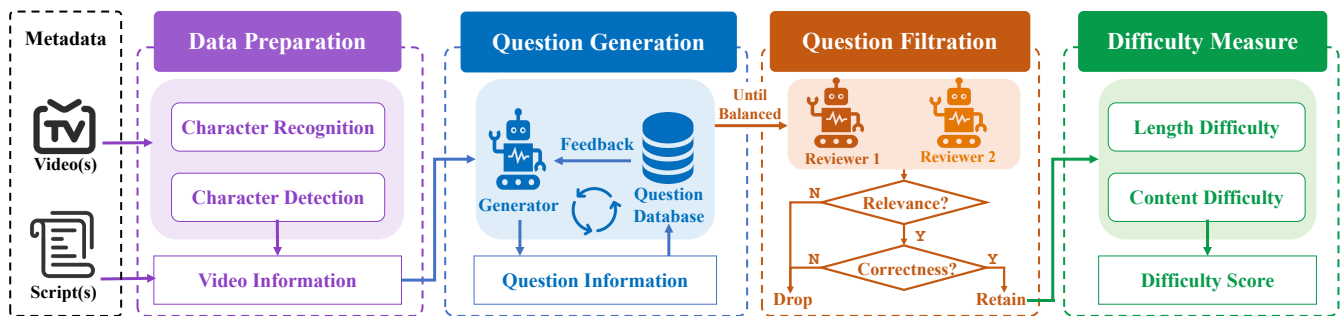 Metadata
TV
Video(s)
Script(s)
Data Preparation
Character Recognition
Character Detection
Video Information
Question Generation
Feedback
Generator
Question
Database
Question Information
Until
Balanced
Question Filtration
Reviewer 1
Reviewer 2
N
Relevance?
Y
N
Correctness?
Y
Drop
Retain
Difficulty Measure
Length Difficulty
Content Difficulty
Difficulty Score